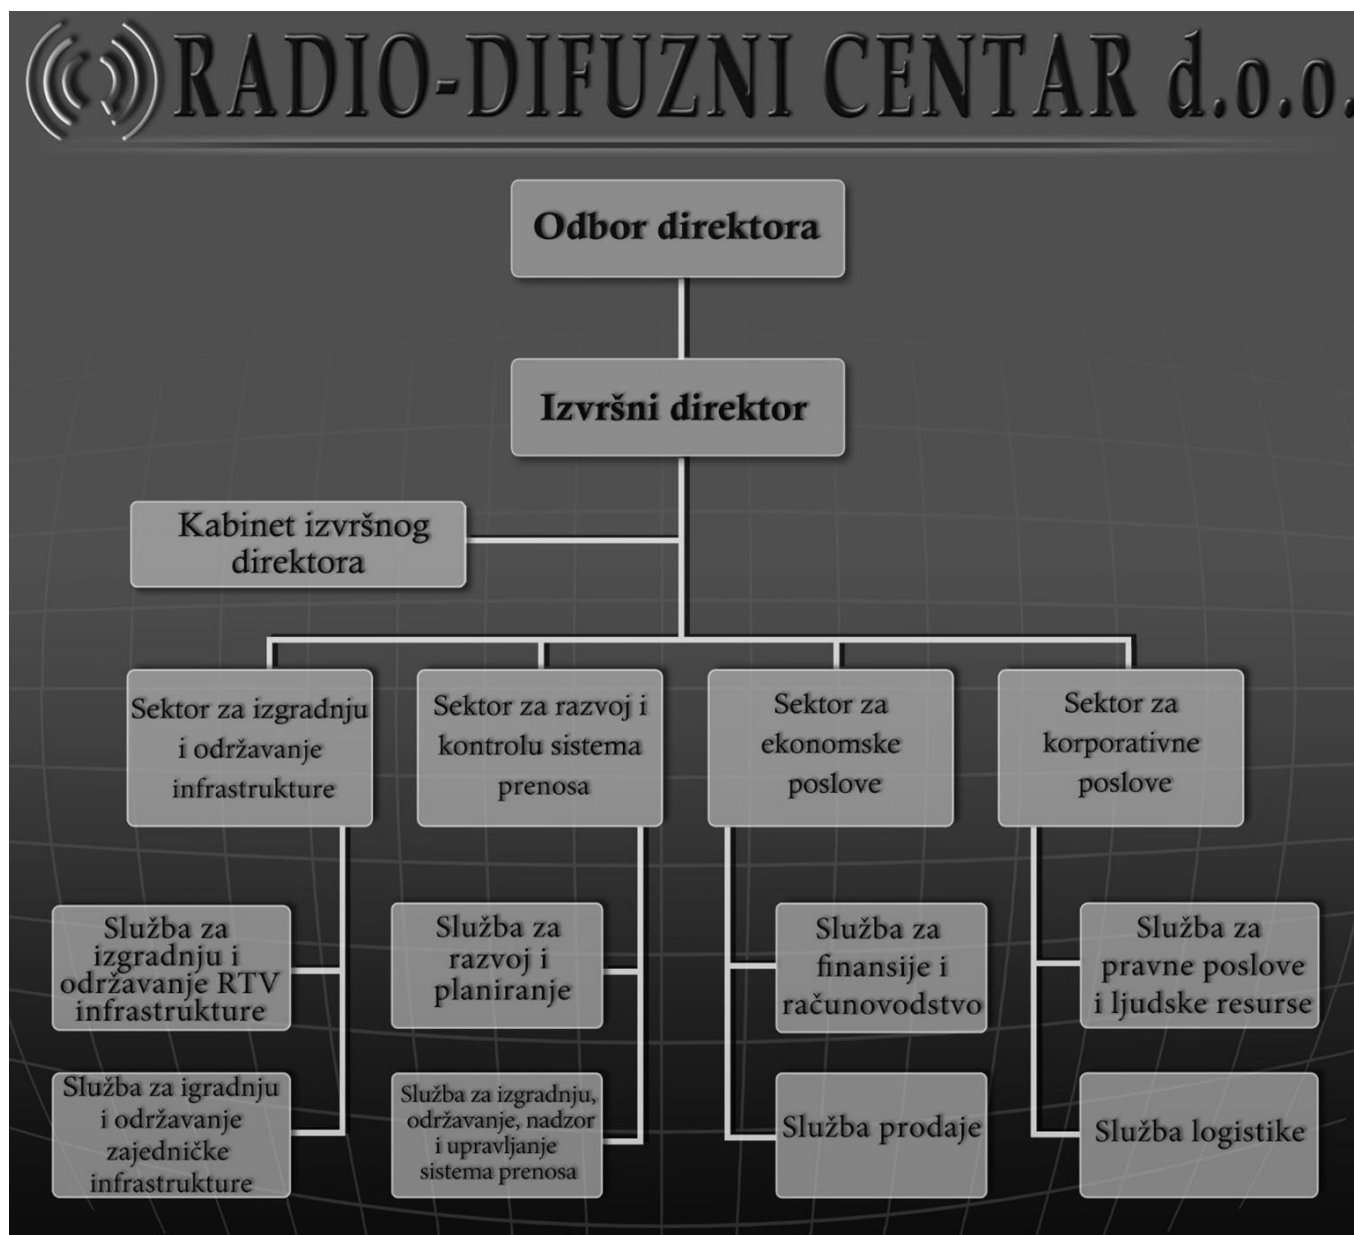 RADIO-DIFUZNI CENTAR d.o.o.
Odbor direktora
Izvršni direktor
Kabinet izvršnog
direktora
Sektor za izgradnju
i održavanje
infrastrukture
Sektor za razvoj i
kontrolu sistema
prenosa
Sektor za
ekonomske
poslove
Sektor za
korporativne
poslove
Služba za
izgradnju i
održavanje RTV
infrastrukture
Služba za
razvoj i
planiranje
Služba za
finansije i
računovodstvo
Služba za
pravne poslove
i ljudske resurse
Služba za igradnju
i održavanje
zajedničke
infrastrukture
Služba za izgradnju,
održavanje, nadzor
i upravljanje
sistema prenosa
Služba prodaje
Služba logistike